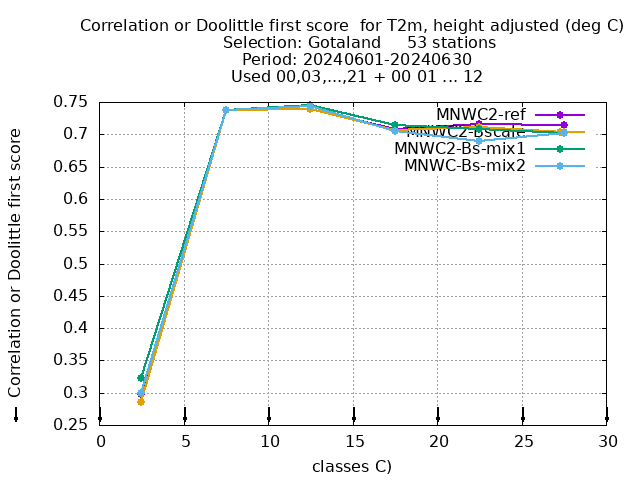 Correlation or Doolittle first score  for T2m, height adjusted (deg C)
Selection: Gotaland     53 stations
Period: 20240601-20240630
Used 00,03,...,21 + 00 01 ... 12
Correlation or Doolittle first score
0.75
0.7
0.65
0.6
0.55
0.5
0.45
0.4
0.35
0.3
0.25
MNWC2-ref
MNWC2-Bscale
MNWC2-Bs-mix1
MNWC-Bs-mix2
0 5 10 15 20 25 30
classes C)